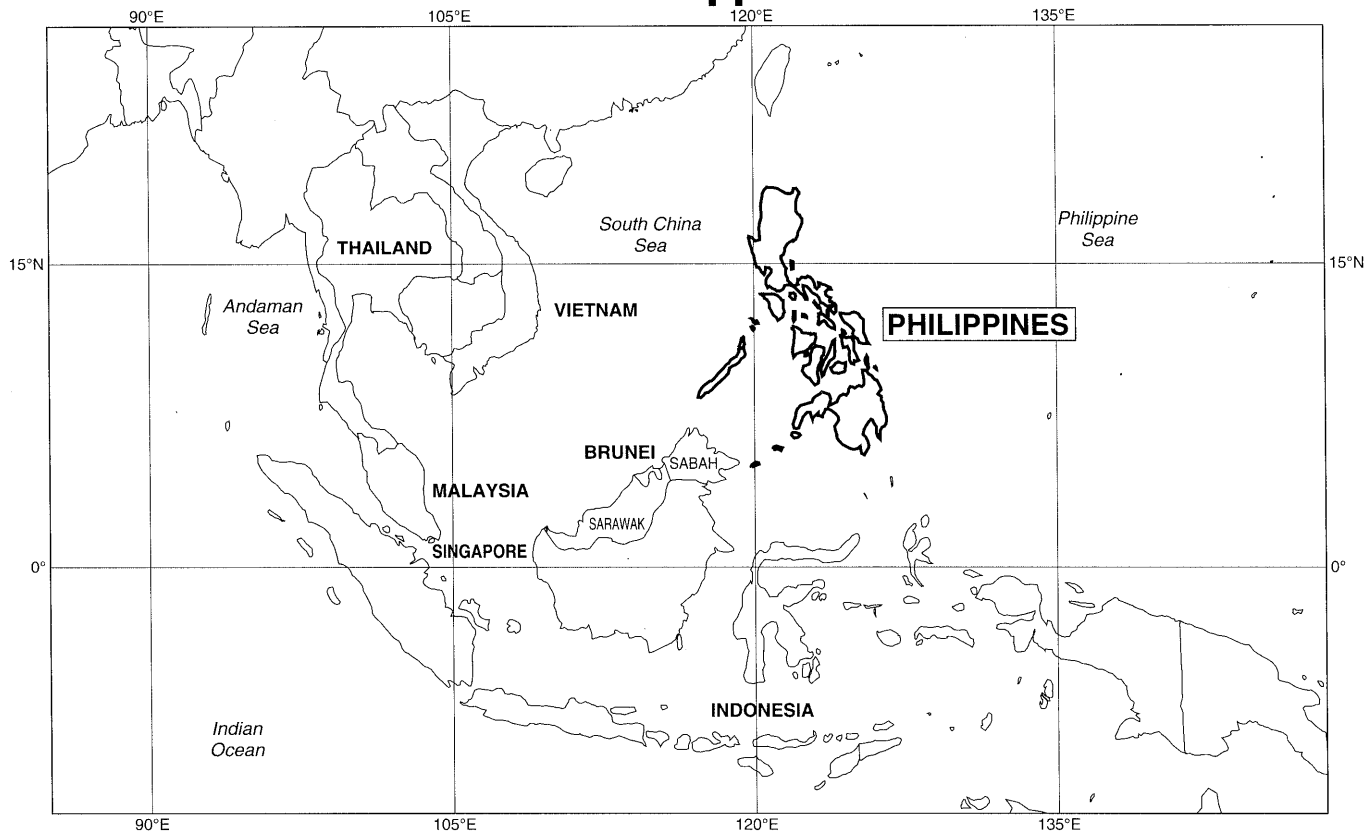 90°E
105°E
120°E
135°E
South China
Sea
Philippine
Sea
THAILAND
15°N
15°N
Andaman
Sea
VIETNAM
PHILIPPINES
BRUNEI
SABAH
MALAYSIA
SARAWAK
SINGAPORE
0°
0°
INDONESIA
Indian
Ocean
90°E
105°E
120°E
135°E